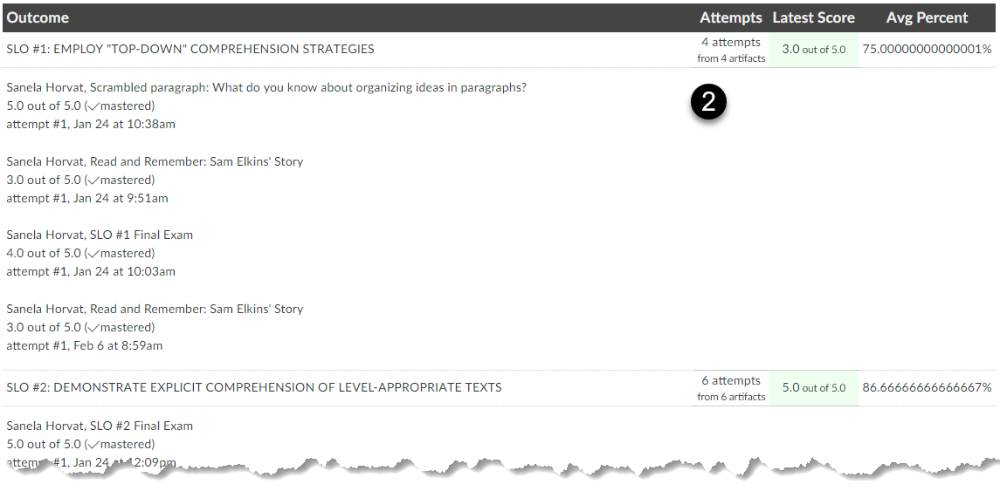 Outcome Attempts Latest Score Avg Percent
SLO #1: EMPLOY "TOP-DOWN" COMPREHENSION STRATEGIES 4 attempts from 4 artifacts 3.0 out of 5.0 75.00000000000001%
Sanela Horvat, Scrambled paragraph: What do you know about organizing ideas in paragraphs?
5.0 out of 5.0 (✓mastered)
attempt #1, Jan 24 at 10:38am
2
Sanela Horvat, Read and Remember: Sam Elkins' Story
3.0 out of 5.0 (✓mastered)
attempt #1, Jan 24 at 9:51am
Sanela Horvat, SLO #1 Final Exam
4.0 out of 5.0 (✓mastered)
attempt #1, Jan 24 at 10:03am
Sanela Horvat, Read and Remember: Sam Elkins' Story
3.0 out of 5.0 (✓mastered)
attempt #1, Feb 6 at 8:59am
SLO #2: DEMONSTRATE EXPLICIT COMPREHENSION OF LEVEL-APPROPRIATE TEXTS 6 attempts from 6 artifacts 5.0 out of 5.0 86.66666666666667%
Sanela Horvat, SLO #2 Final Exam
5.0 out of 5.0 (✓mastered)
attempt #1, Jan 24 at 12:09pm